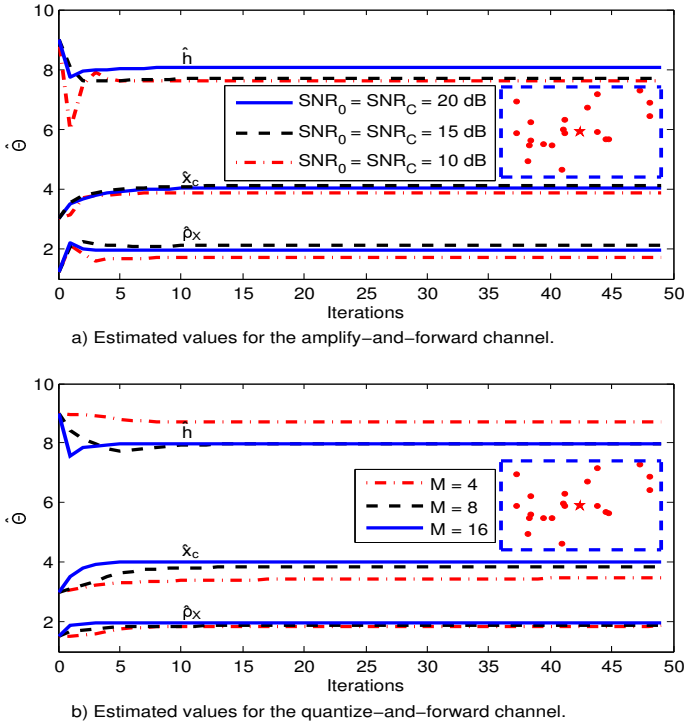 10
8
6
4
2
Θ̂
ĥ
x̂c
ρ̂X
SNR0 = SNRC = 20 dB
SNR0 = SNRC = 15 dB
SNR0 = SNRC = 10 dB
0 5 10 15 20 25 30 35 40 45 50
Iterations
a) Estimated values for the amplify−and−forward channel.
10
8
6
4
2
Θ̂
ĥ
x̂c
ρ̂X
M = 4
M = 8
M = 16
0 5 10 15 20 25 30 35 40 45 50
Iterations
b) Estimated values for the quantize−and−forward channel.